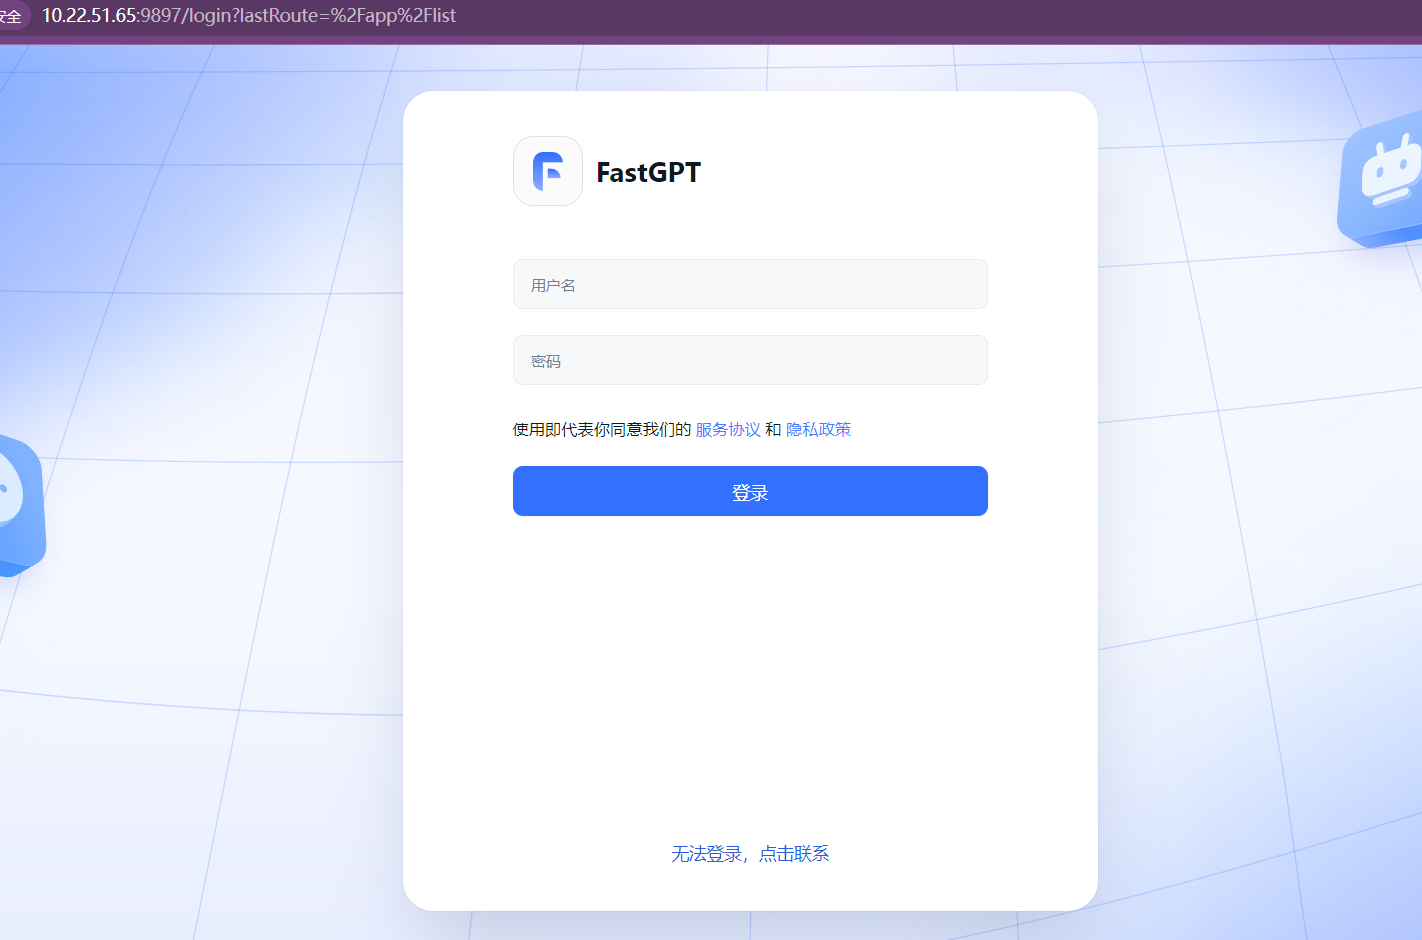 安全 10.22.51.65:9897/login?lastRoute=%2Fapp%2Flist
FastGPT
用户名
密码
使用即代表你同意我们的 服务协议 和 隐私政策
登录
无法登录，点击联系